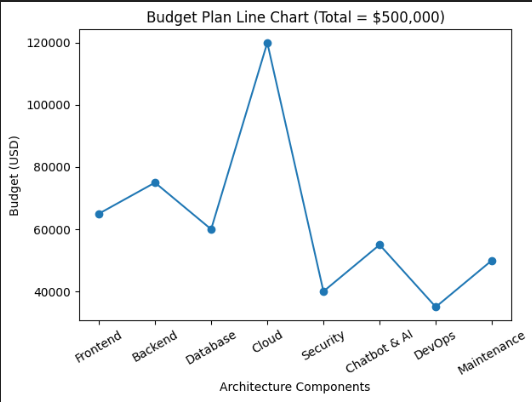 Budget Plan Line Chart (Total = $500,000)
120000
100000
80000
60000
40000
Budget (USD)
Frontend
Backend
Database
Cloud
Security
Chatbot & AI
DevOps
Maintenance
Architecture Components